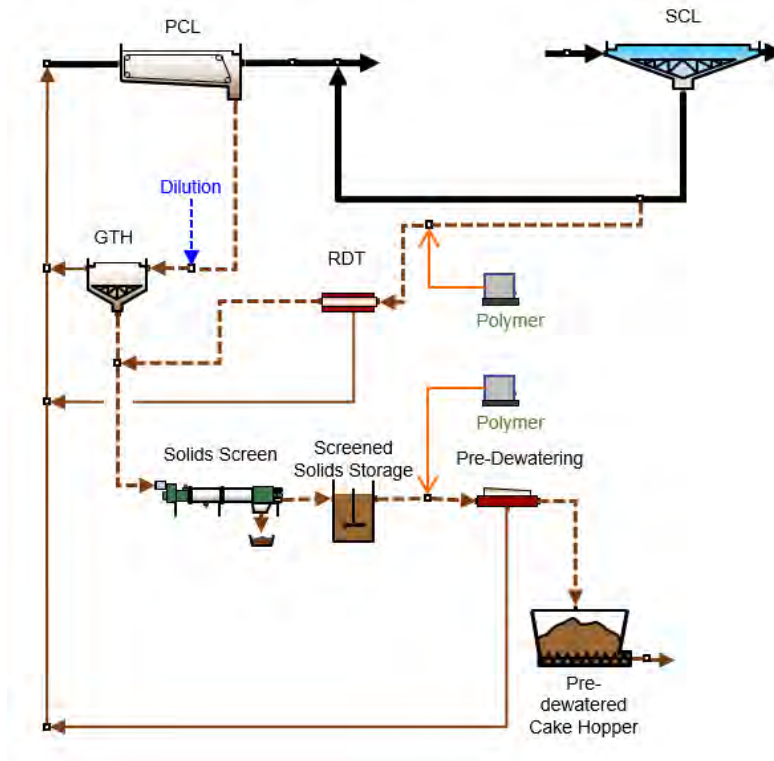 PCL
SCL
Dilution
GTH
RDT
Polymer
Polymer
Solids Screen
Screened
Solids Storage
Pre-Dewatering
Pre-
dewatered
Cake Hopper